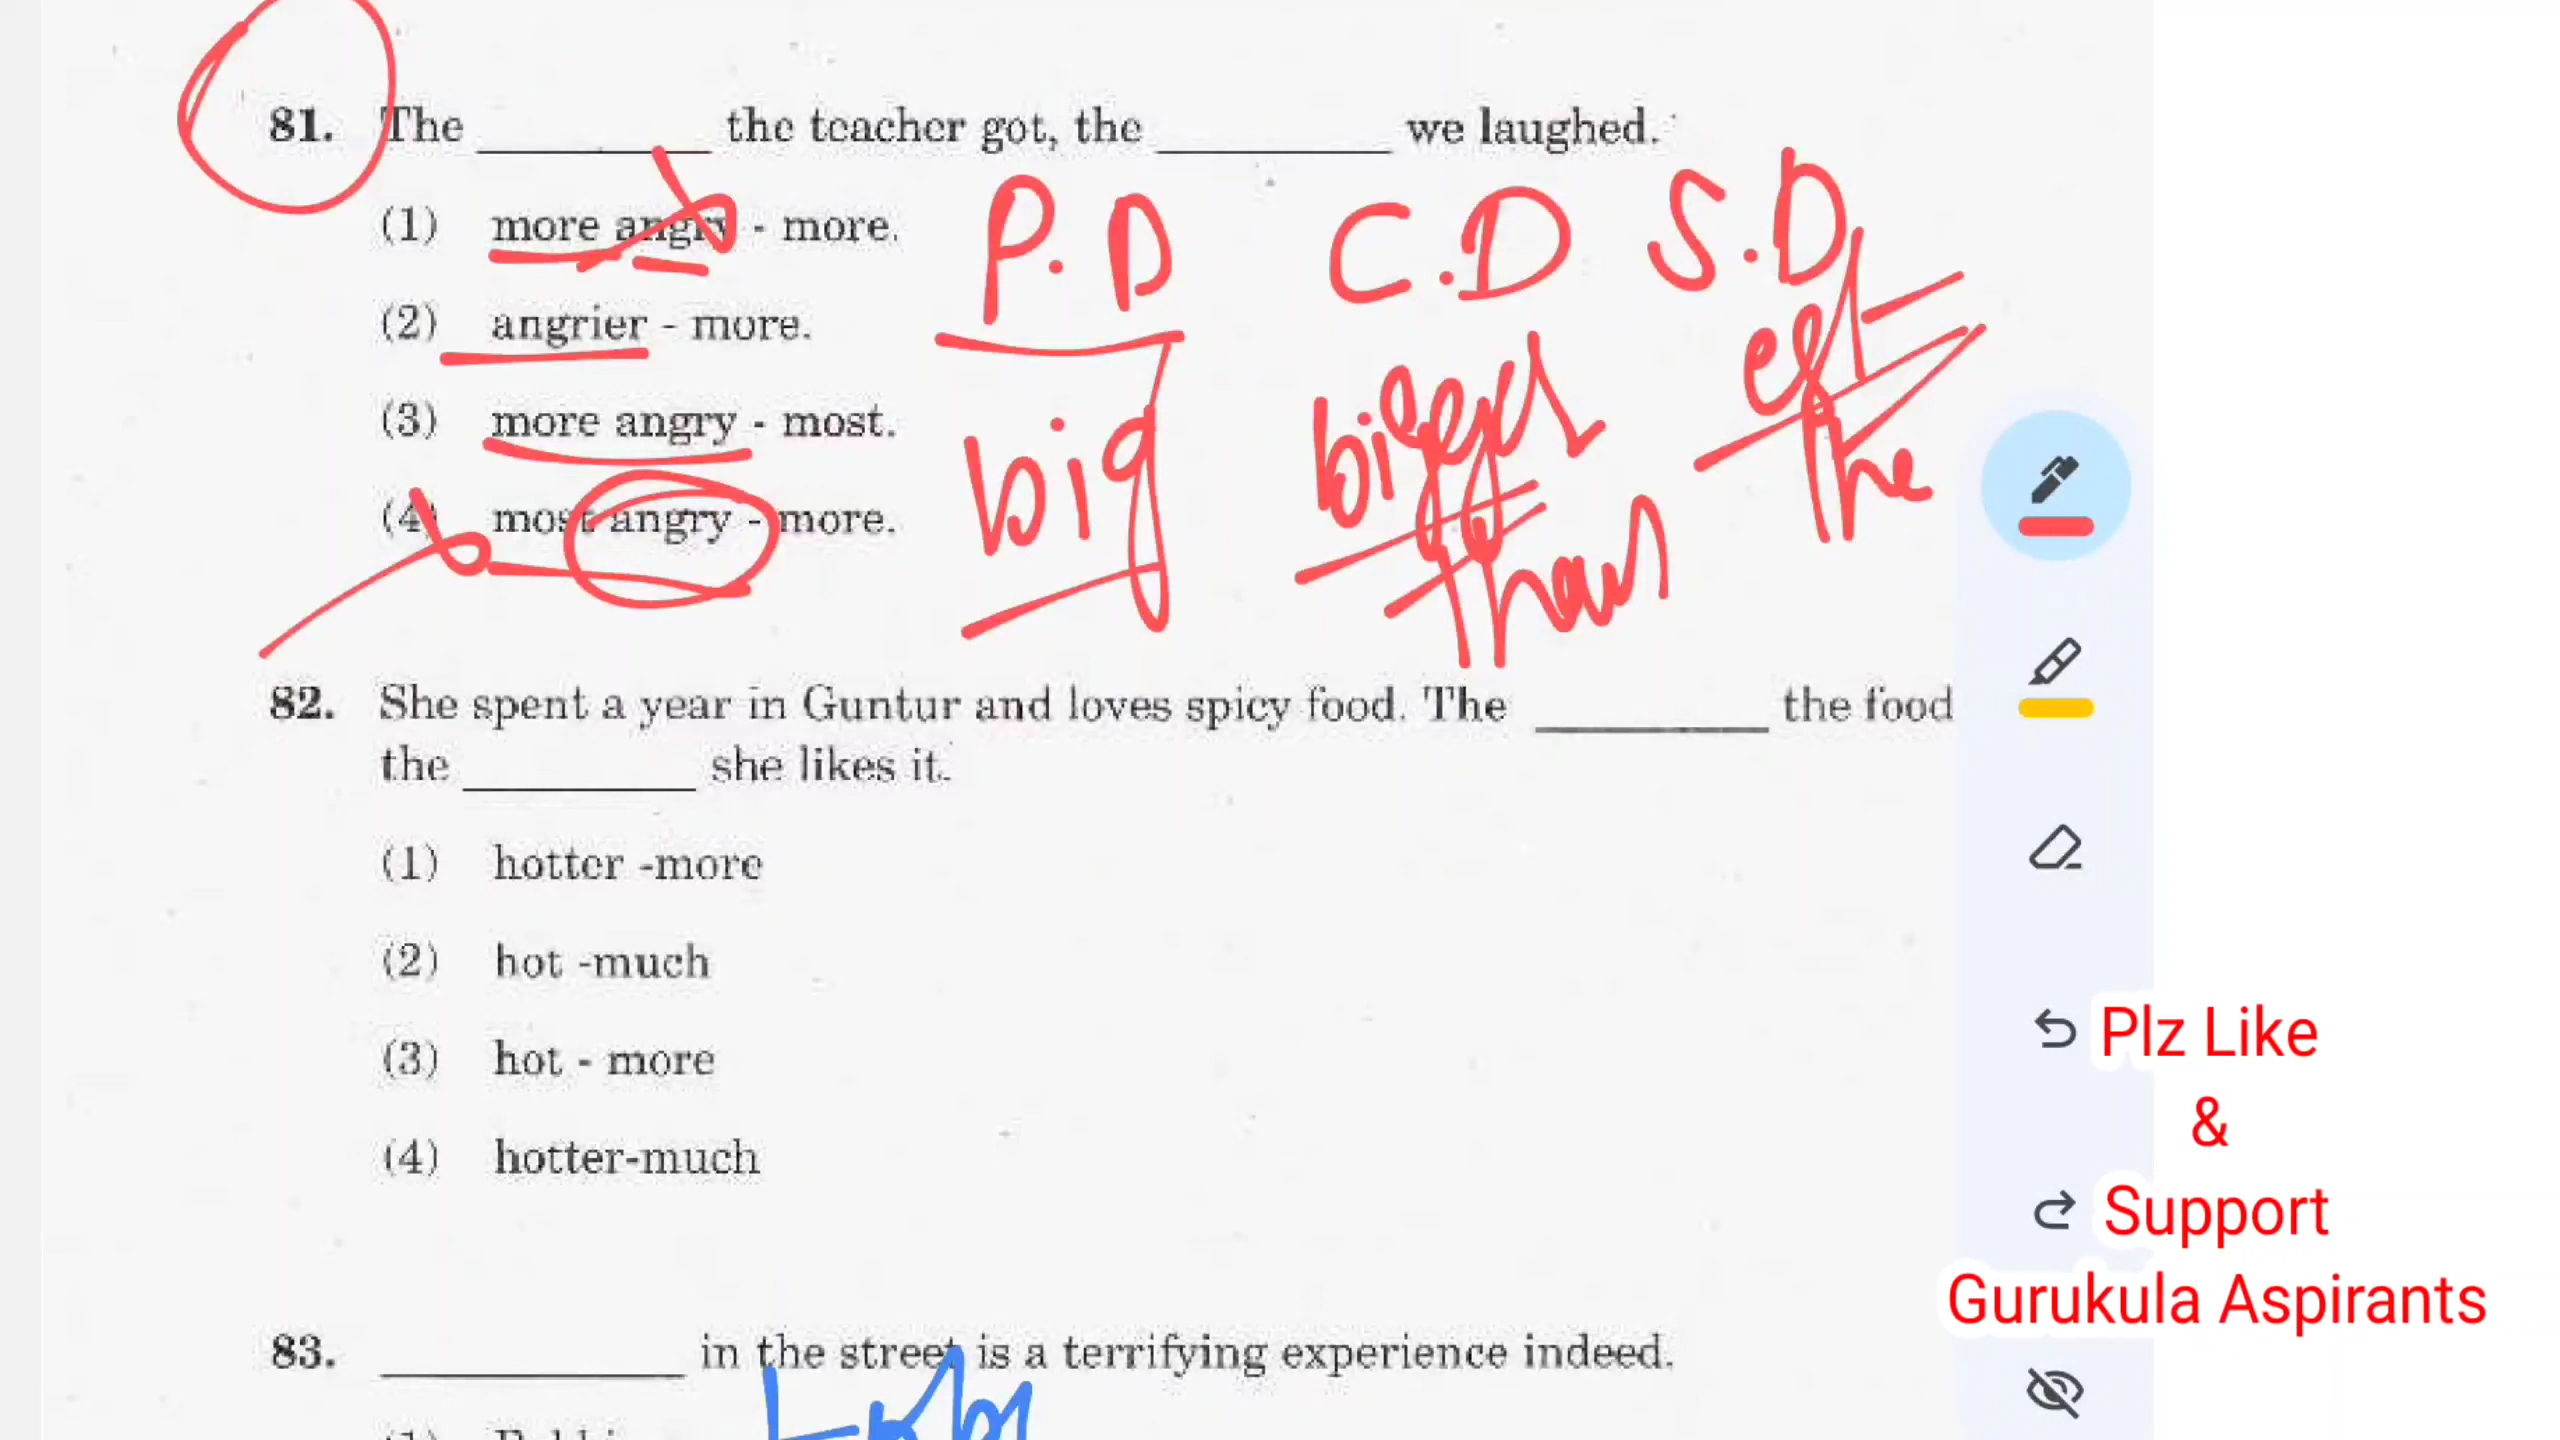 81. The ________ the teacher got, the ________ we laughed.
(1) more angry - more.
(2) angrier - more.
(3) more angry - most.
(4) most angry - more.
P.D C.D S.D
big
than
the
82. She spent a year in Guntur and loves spicy food. The ________ the food
the ________ she likes it.
(1) hotter -more
(2) hot -much
(3) hot - more
(4) hotter-much
83. ________ in the street is a terrifying experience indeed.
Plz Like
&
Support
Gurukula Aspirants